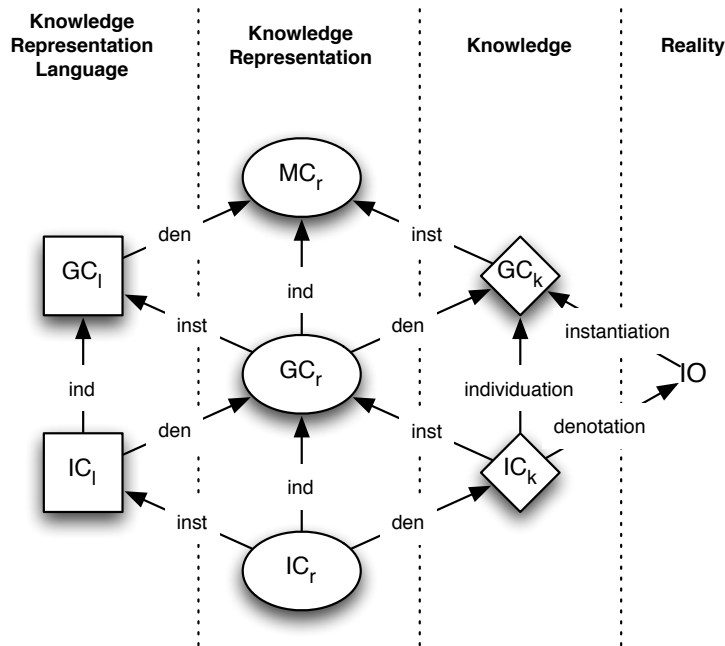 Knowledge
Representation
Language
Knowledge
Representation
Knowledge
Reality
MC_r
den
inst
GC_l
GC_k
ind
inst
den
instantiation
GC_r
IO
ind
individuation
den
inst
denotation
IC_l
IC_k
ind
inst
den
IC_r